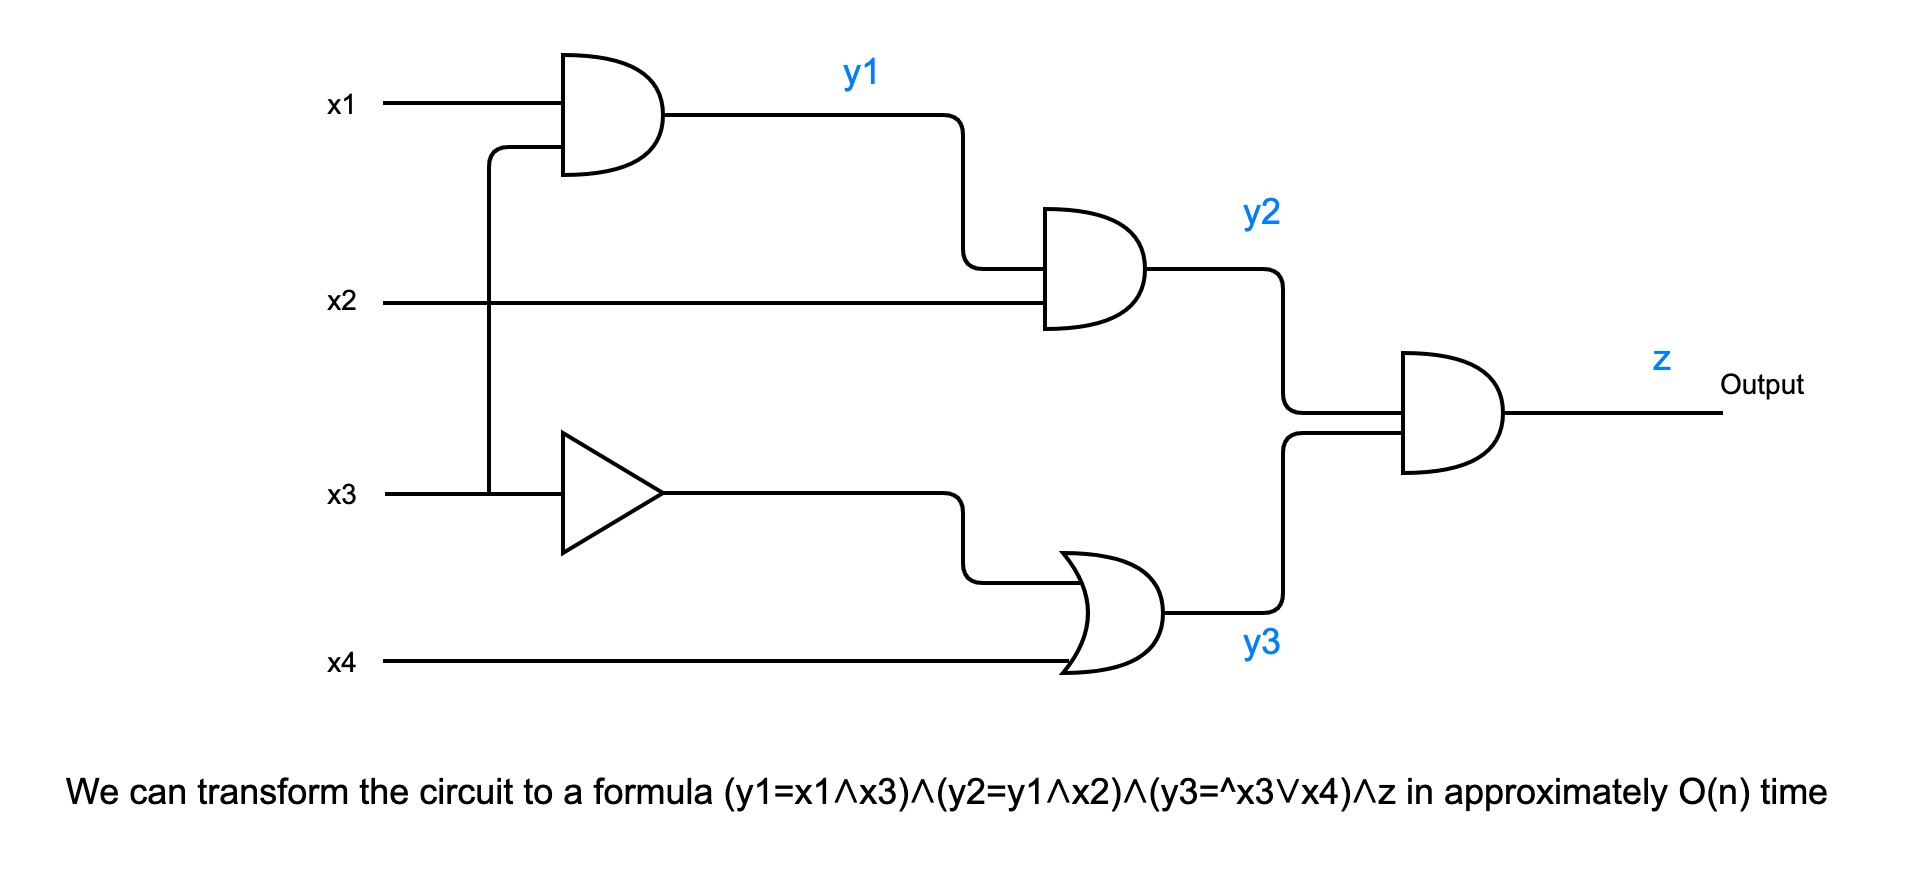 x1
y1
y2
x2
z
Output
x3
y3
x4
We can transform the circuit to a formula (y1=x1∧x3)∧(y2=y1∧x2)∧(y3=^x3∨x4)∧z in approximately O(n) time